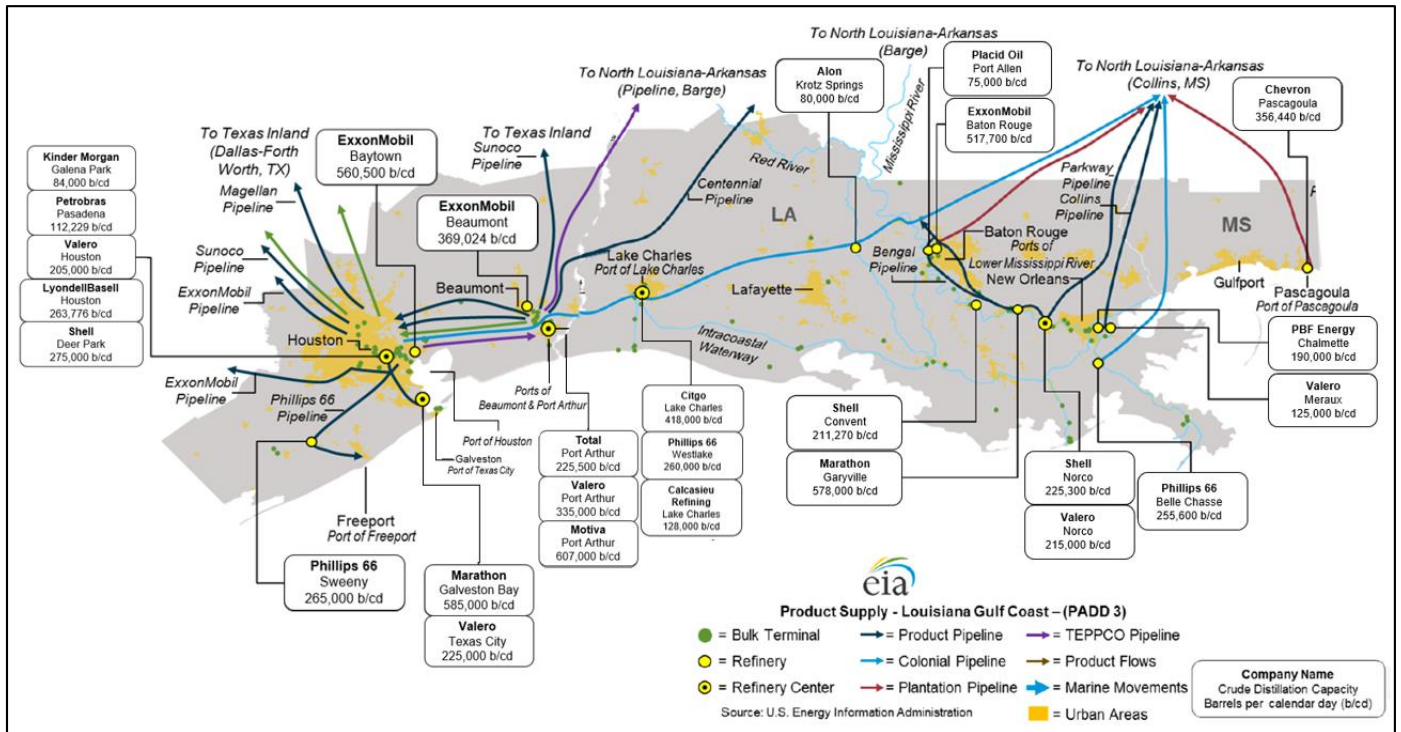 To North Louisiana-Arkansas
(Barge)
To North Louisiana-Arkansas
(Pipeline, Barge)
To North Louisiana-Arkansas
(Collins, MS)
Alon
Krotz Springs
80,000 b/cd
Placid Oil
Port Allen
75,000 b/cd
ExxonMobil
Baton Rouge
517,700 b/cd
Chevron
Pascagoula
356,440 b/cd
To Texas Inland
(Dallas-Forth
Worth, TX)
Magellan
Pipeline
Sunoco
Pipeline
ExxonMobil
Pipeline
ExxonMobil
Baytown
560,500 b/cd
To Texas Inland
Sunoco
Pipeline
ExxonMobil
Beaumont
369,024 b/cd
Kinder Morgan
Galena Park
84,000 b/cd
Petrobras
Pasadena
112,229 b/cd
Valero
Houston
205,000 b/cd
LyondellBasell
Houston
263,776 b/cd
Shell
Deer Park
275,000 b/cd
Red River
Mississippi River
Centennial
Pipeline
LA
MS
Parkway
Pipeline
Collins
Pipeline
Beaumont
Lake Charles
Port of Lake Charles
Lafayette
Bengal
Pipeline
Baton Rouge
Ports of
Lower Mississippi River
New Orleans
Gulfport
Pascagoula
Port of Pascagoula
Houston
Intracoastal
Waterway
ExxonMobil
Pipeline
Phillips 66
Pipeline
Ports of
Beaumont & Port Arthur
Port of Houston
Galveston
Port of Texas City
Freeport
Port of Freeport
PBF Energy
Chalmette
190,000 b/cd
Valero
Meraux
125,000 b/cd
Citgo
Lake Charles
418,000 b/cd
Phillips 66
Westlake
260,000 b/cd
Calcasieu
Refining
Lake Charles
128,000 b/cd
Total
Port Arthur
225,500 b/cd
Valero
Port Arthur
335,000 b/cd
Motiva
Port Arthur
607,000 b/cd
Shell
Convent
211,270 b/cd
Marathon
Garyville
578,000 b/cd
Shell
Norco
225,300 b/cd
Valero
Norco
215,000 b/cd
Phillips 66
Belle Chasse
255,600 b/cd
Phillips 66
Sweeny
265,000 b/cd
Marathon
Galveston Bay
585,000 b/cd
Valero
Texas City
225,000 b/cd
eia
Product Supply - Louisiana Gulf Coast – (PADD 3)
= Bulk Terminal
= Product Pipeline
= TEPPCO Pipeline
= Refinery
= Colonial Pipeline
= Product Flows
= Refinery Center
= Plantation Pipeline
= Marine Movements
Source: U.S. Energy Information Administration
= Urban Areas
Company Name
Crude Distillation Capacity
Barrels per calendar day (b/cd)